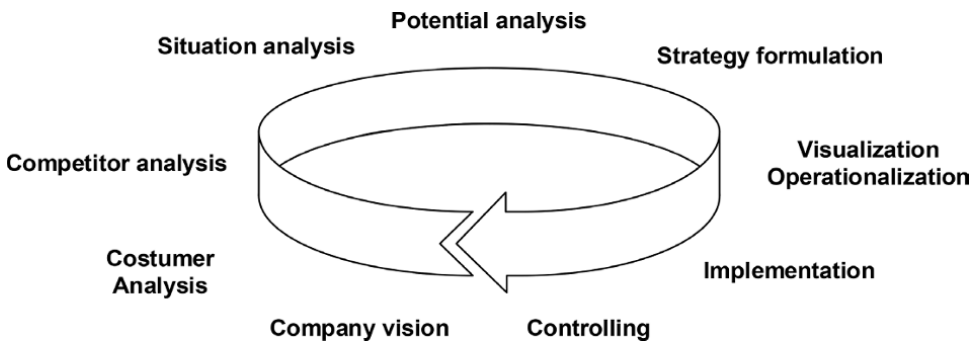 Potential analysis
Situation analysis
Strategy formulation
Competitor analysis
Visualization
Operationalization
Costumer
Analysis
Implementation
Company vision
Controlling